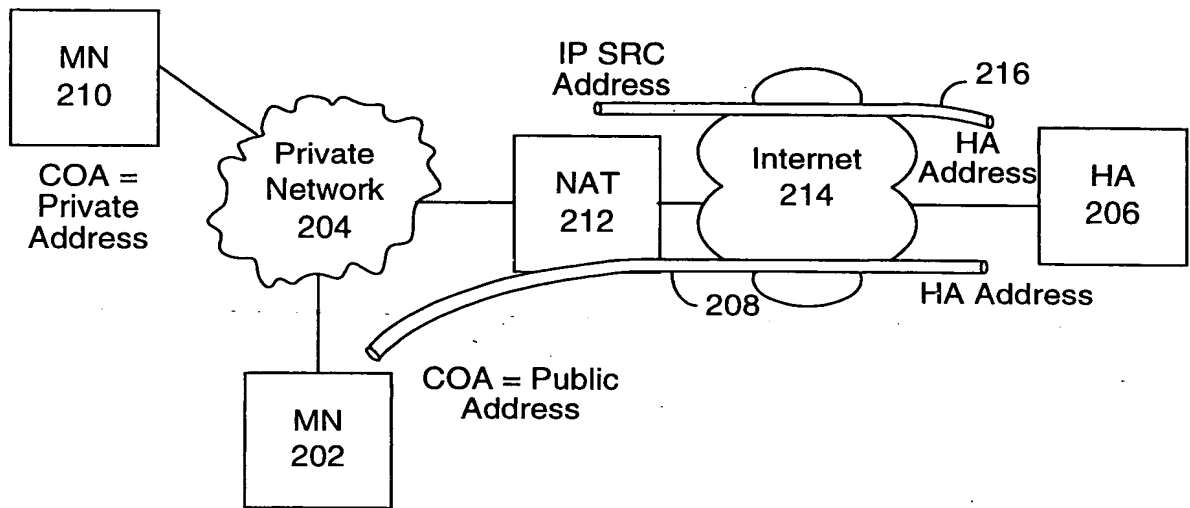 MN
210
COA =
Private
Address
Private
Network
204
MN
202
IP SRC
Address
216
NAT
212
Internet
214
HA
Address
HA
206
208
HA Address
COA = Public
Address